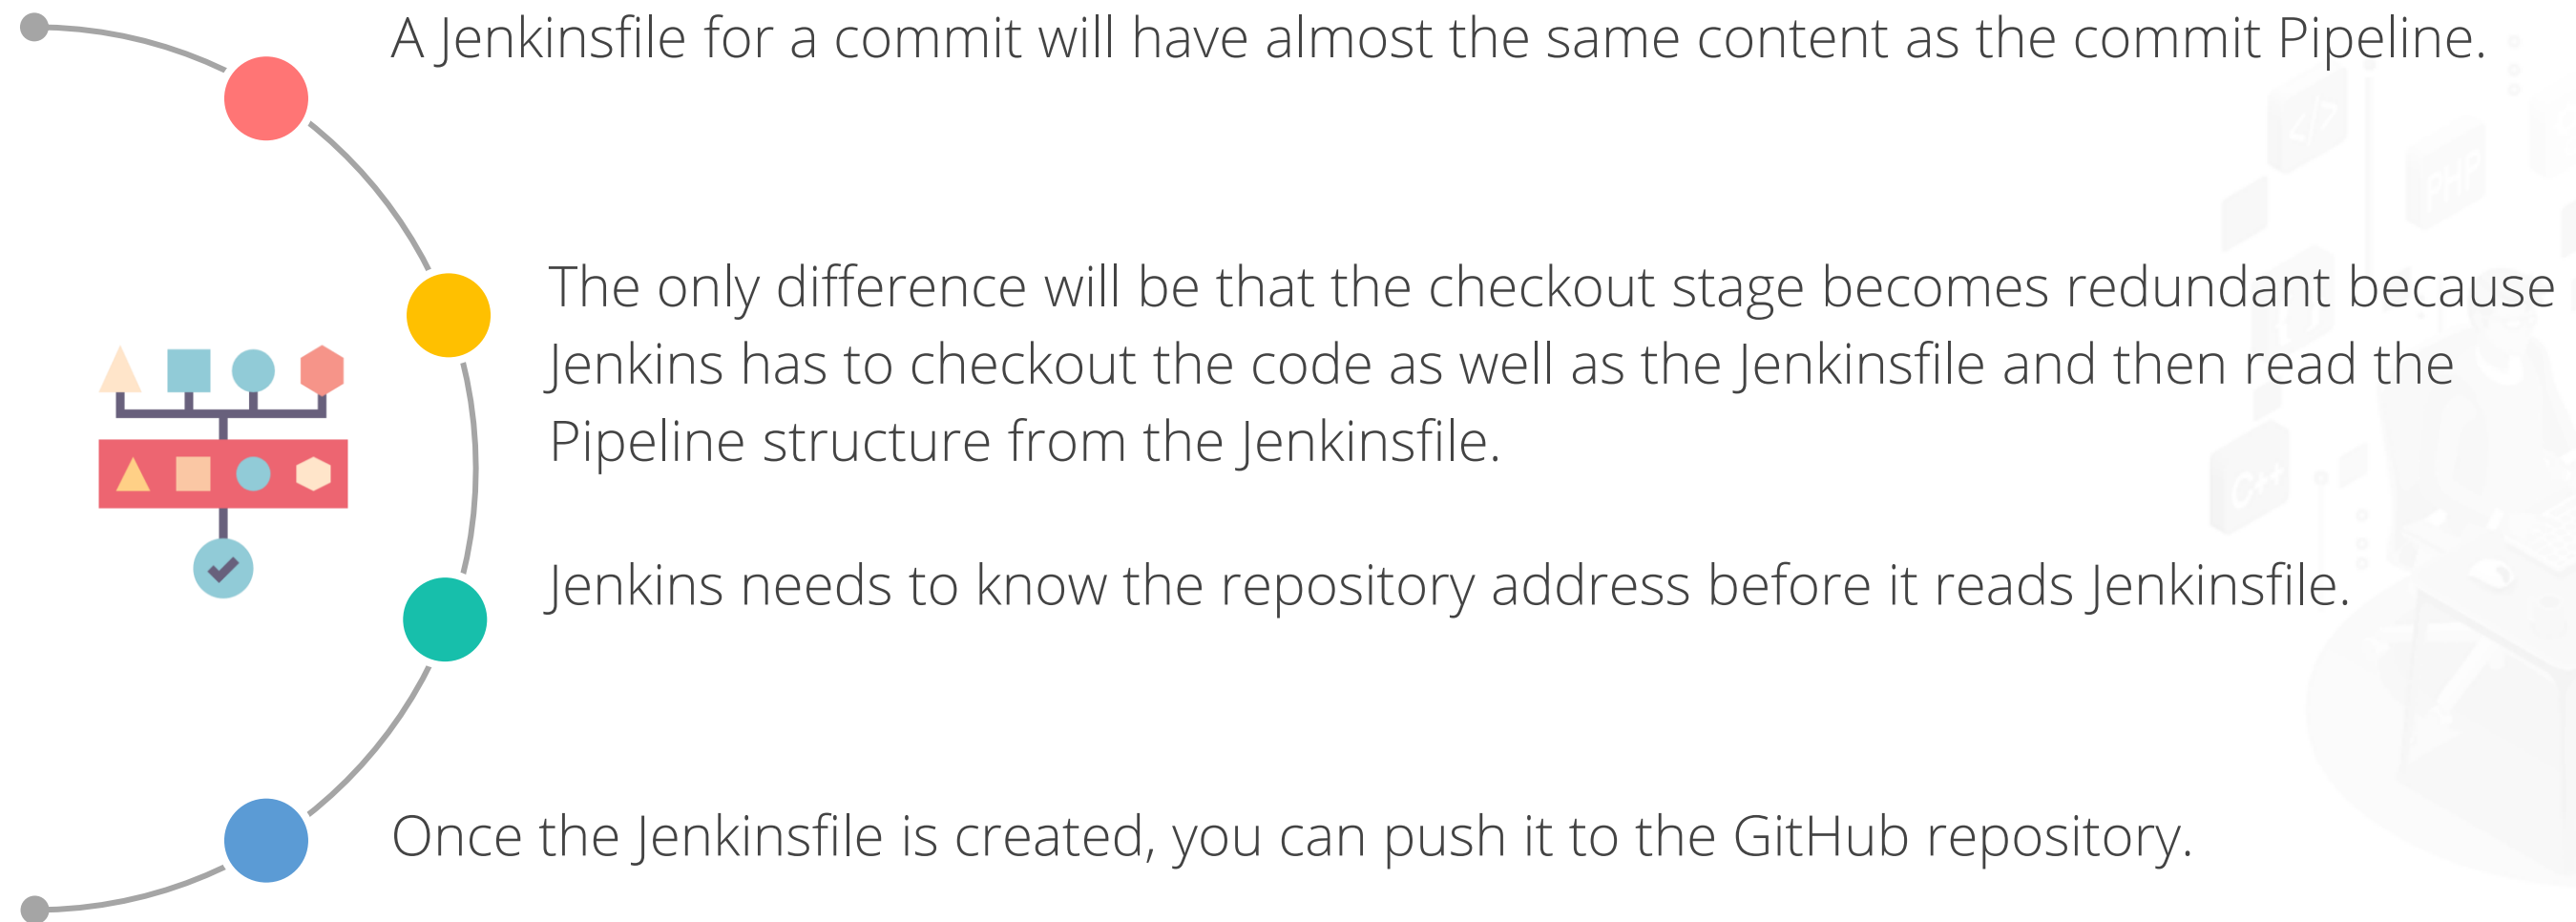 A Jenkinsfile for a commit will have almost the same content as the commit Pipeline.
The only difference will be that the checkout stage becomes redundant because
Jenkins has to checkout the code as well as the Jenkinsfile and then read the
Pipeline structure from the Jenkinsfile.
Jenkins needs to know the repository address before it reads Jenkinsfile.
Once the Jenkinsfile is created, you can push it to the GitHub repository.
</>
PHP
C++